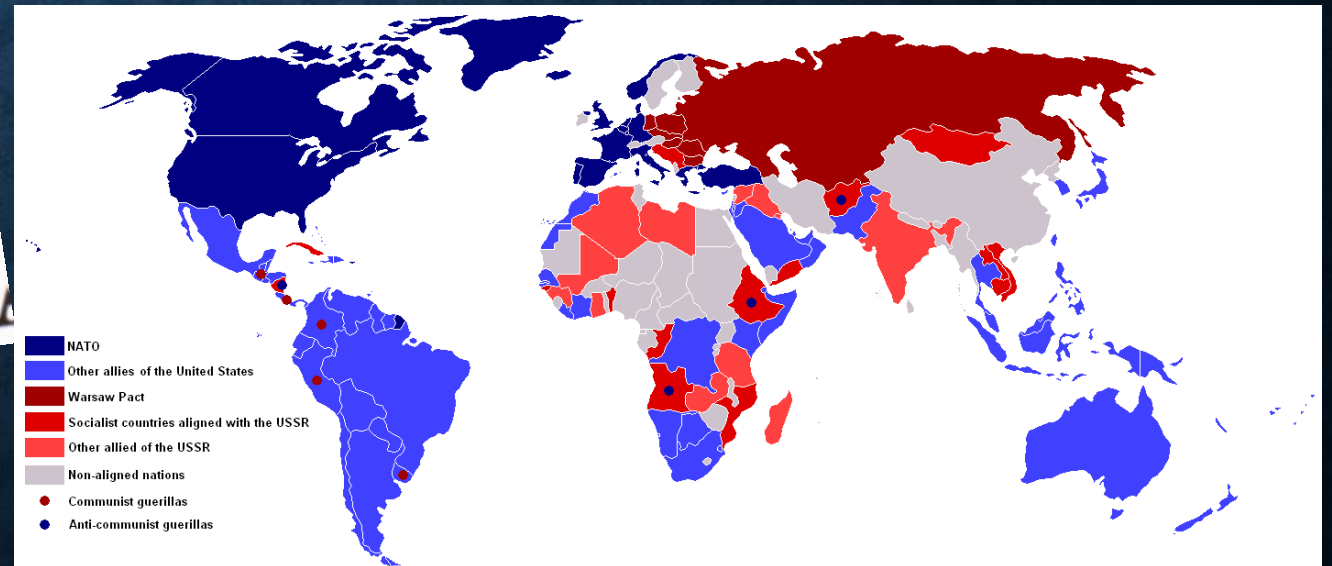 NATO
Other allies of the United States
Warsaw Pact
Socialist countries aligned with the USSR
Other allied of the USSR
Non-aligned nations
Communist guerillas
Anti-communist guerillas